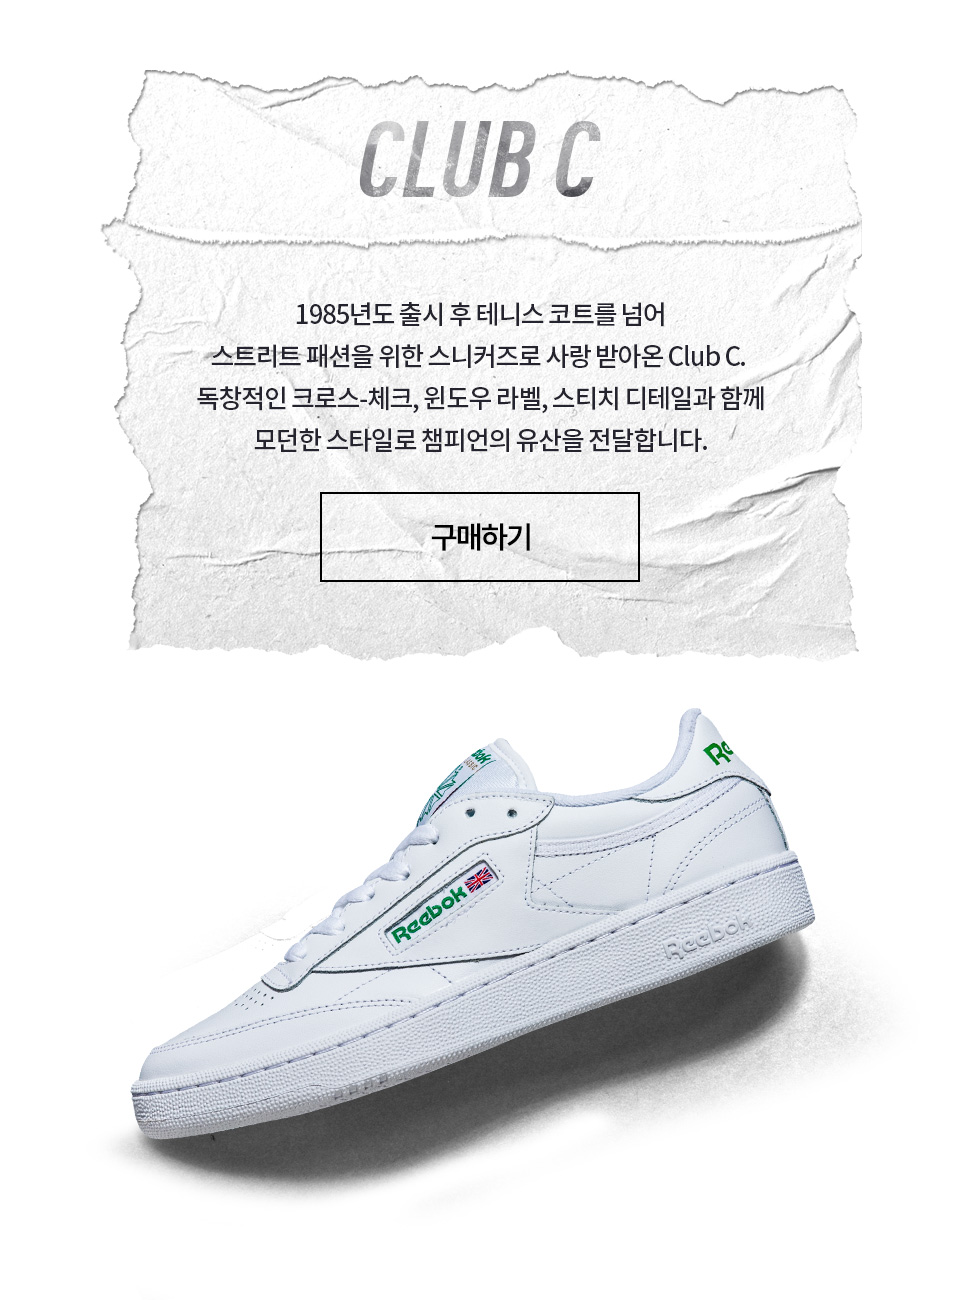 CLUB C
1985년도 출시 후 테니스 코트를 넘어
스트리트 패션을 위한 스니커즈로 사랑 받아온 Club C.
독창적인 크로스-체크, 윈도우 라벨, 스티치 디테일과 함께
모던한 스타일로 챔피언의 유산을 전달합니다.
구매하기
Reebok
Reebok